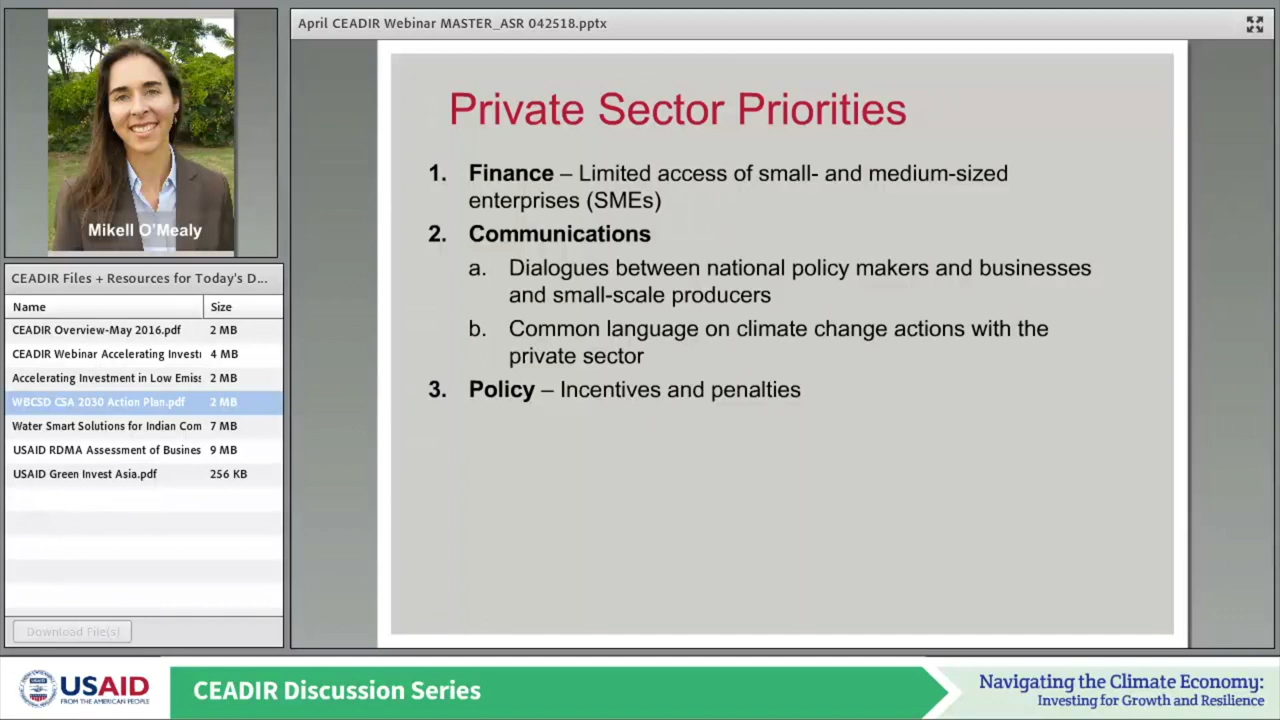 April CEADIR Webinar MASTER_ASR 042518.pptx
Mikell O'Mealy
CEADIR Files + Resources for Today's D...
Name Size
CEADIR Overview-May 2016.pdf 2 MB
CEADIR Webinar Accelerating Investi 4 MB
Accelerating Investment in Low Emiss 2 MB
WBCSD CSA 2030 Action Plan.pdf 2 MB
Water Smart Solutions for Indian Com 7 MB
USAID RDMA Assessment of Busines 9 MB
USAID Green Invest Asia.pdf 256 KB
Download File(s)
Private Sector Priorities
1. Finance – Limited access of small- and medium-sized
enterprises (SMEs)
2. Communications
a. Dialogues between national policy makers and businesses
and small-scale producers
b. Common language on climate change actions with the
private sector
3. Policy – Incentives and penalties
USAID
FROM THE AMERICAN PEOPLE
CEADIR Discussion Series
Navigating the Climate Economy:
Investing for Growth and Resilience